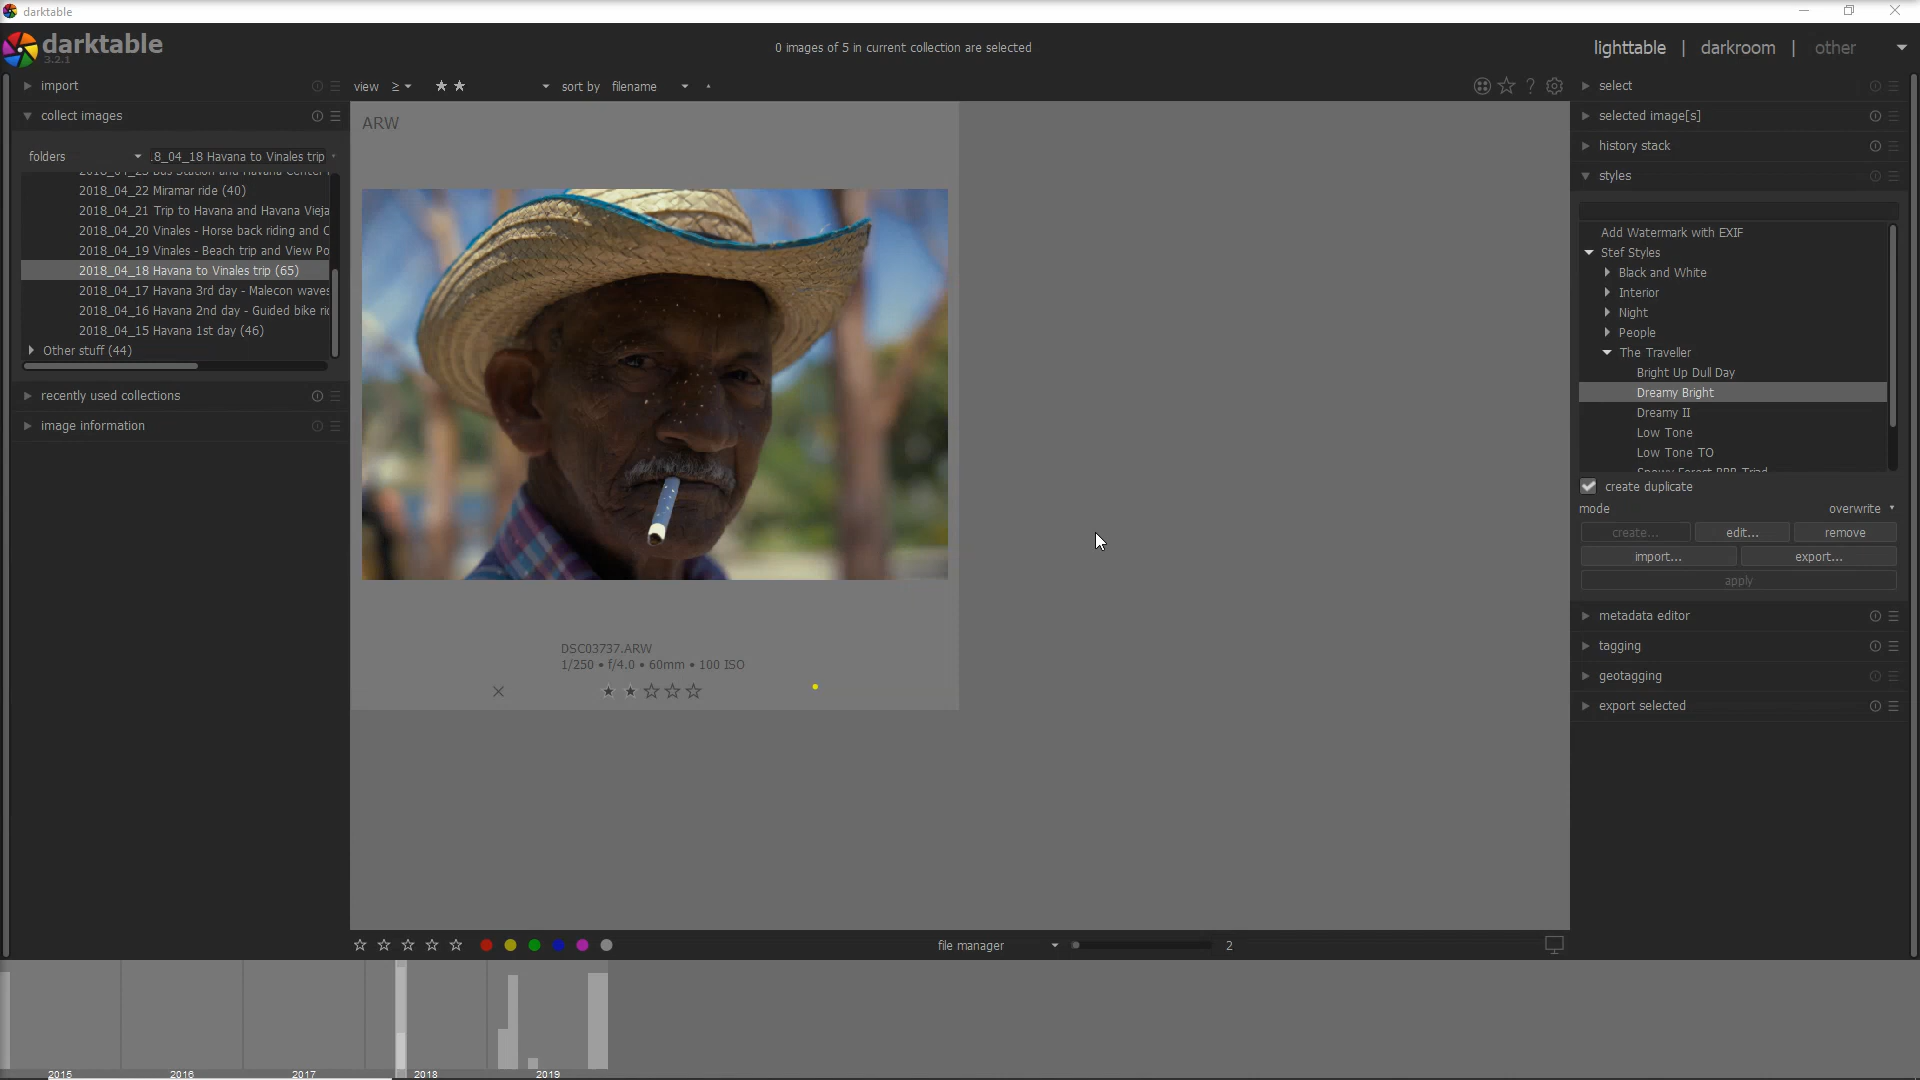 darktable
darktable
3.2.1
0 images of 5 in current collection are selected
lighttable | darkroom | other
import
view ≥ ★ ★ sort by filename
?
select
collect images
ARW
selected image[s]
folders .8_04_18 Havana to Vinales trip
history stack
2018_04_22 Miramar ride (40)
styles
2018_04_21 Trip to Havana and Havana Vieja
2018_04_20 Vinales - Horse back riding and C
Add Watermark with EXIF
2018_04_19 Vinales - Beach trip and View Po
Stef Styles
2018_04_18 Havana to Vinales trip (65)
Black and White
2018_04_17 Havana 3rd day - Malecon waves
Interior
2018_04_16 Havana 2nd day - Guided bike ri
Night
2018_04_15 Havana 1st day (46)
People
Other stuff (44)
The Traveller
Bright Up Dull Day
recently used collections
Dreamy Bright
Dreamy II
image information
Low Tone
Low Tone TO
create duplicate
mode overwrite
create... edit... remove
import... export...
apply
metadata editor
DSC03737.ARW
1/250 • f/4.0 • 60mm • 100 ISO
tagging
geotagging
export selected
file manager 2
2015 2016 2017 2018 2019